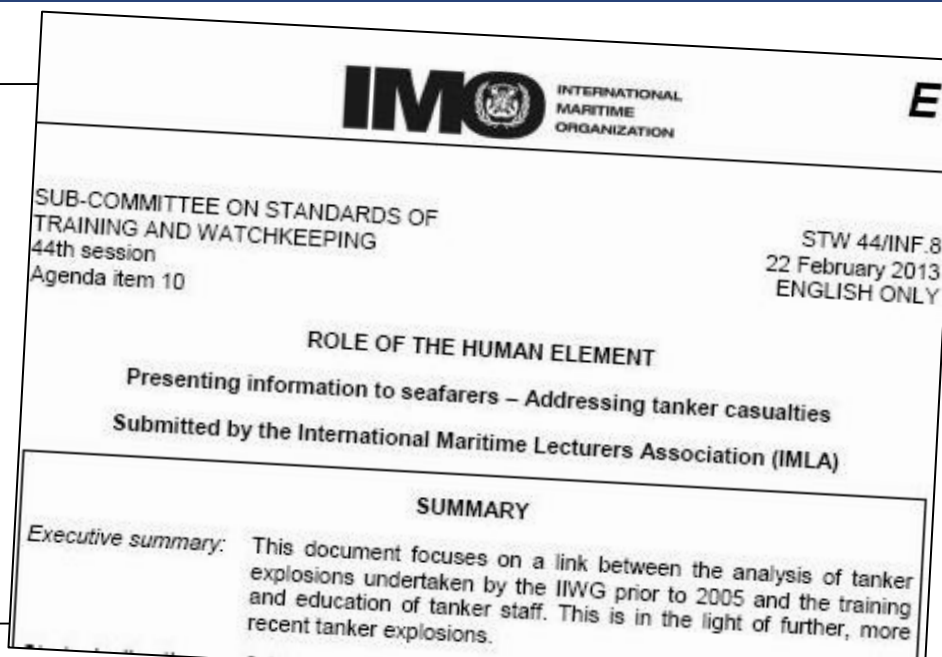 IMO
INTERNATIONAL
MARITIME
ORGANIZATION
E
SUB-COMMITTEE ON STANDARDS OF
TRAINING AND WATCHKEEPING
44th session
Agenda item 10
STW 44/INF.8
22 February 2013
ENGLISH ONLY
ROLE OF THE HUMAN ELEMENT
Presenting information to seafarers – Addressing tanker casualties
Submitted by the International Maritime Lecturers Association (IMLA)
SUMMARY
Executive summary: This document focuses on a link between the analysis of tanker
explosions undertaken by the IIWG prior to 2005 and the training
and education of tanker staff. This is in the light of further, more
recent tanker explosions.